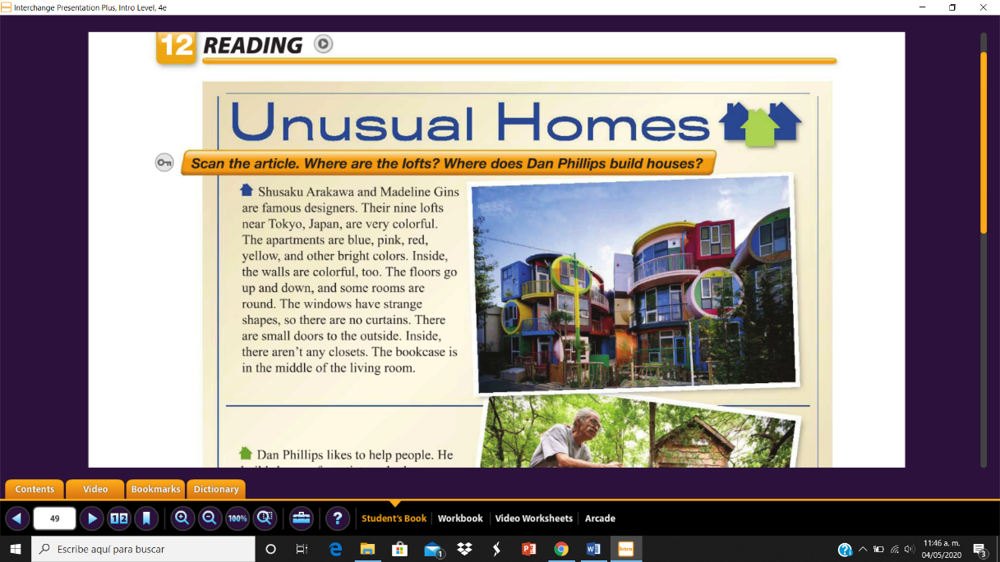 Interchange Presentation Plus, Intro Level, 4e
12 READING
Unusual Homes
Scan the article. Where are the lofts? Where does Dan Phillips build houses?
Shusaku Arakawa and Madeline Gins
are famous designers. Their nine lofts
near Tokyo, Japan, are very colorful.
The apartments are blue, pink, red,
yellow, and other bright colors. Inside,
the walls are colorful, too. The floors go
up and down, and some rooms are
round. The windows have strange
shapes, so there are no curtains. There
are small doors to the outside. Inside,
there aren't any closets. The bookcase is
in the middle of the living room.
Dan Phillips likes to help people. He
Contents Video Bookmarks Dictionary
49 12 100% ? Student's Book Workbook Video Worksheets Arcade
Escribe aquí para buscar
Intro
11:46 a. m.
04/05/2020